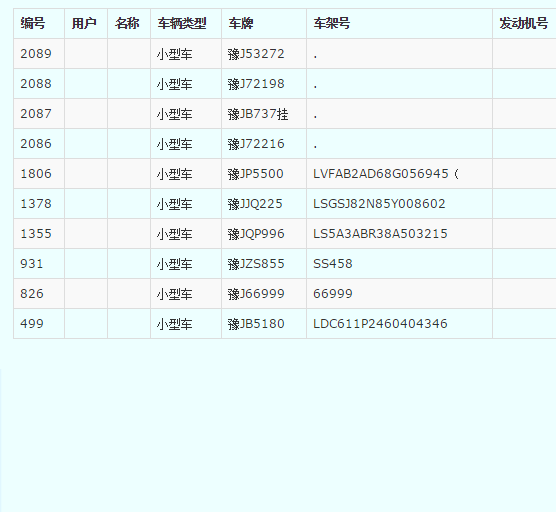 编号 用户 名称 车辆类型 车牌 车架号 发动机号
2089 小型车 豫J53272 .
2088 小型车 豫J72198 .
2087 小型车 豫JB737挂 .
2086 小型车 豫J72216 .
1806 小型车 豫JP5500 LVFAB2AD68G056945（
1378 小型车 豫JJQ225 LSGSJ82N85Y008602
1355 小型车 豫JQP996 LS5A3ABR38A503215
931 小型车 豫JZS855 SS458
826 小型车 豫J66999 66999
499 小型车 豫JB5180 LDC611P2460404346